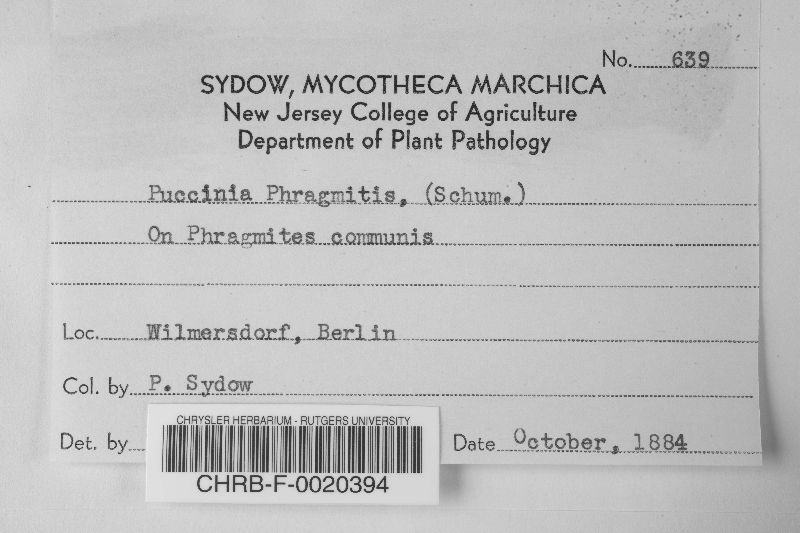 No. 639
SYDOW, MYCOTHECA MARCHICA
New Jersey College of Agriculture
Department of Plant Pathology
Puccinia Phragmitis, (Schum.)
On Phragmites communis
Loc. Wilmersdorf, Berlin
Col. by P. Sydow
Det. by
Date October, 1884
CHRYSLER HERBARIUM - RUTGERS UNIVERSITY
CHRB-F-0020394